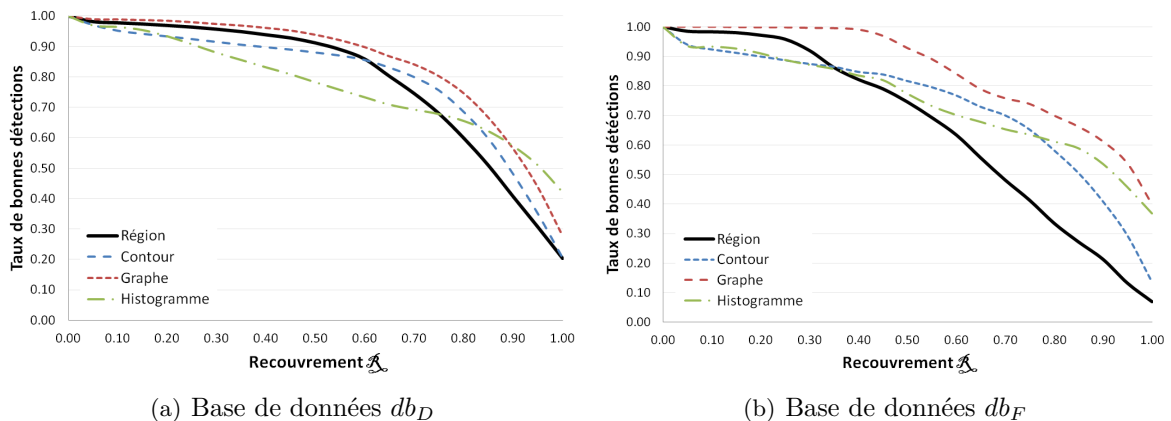 Taux de bonnes détections
1.00
0.90
0.80
0.70
0.60
0.50
0.40
0.30
0.20
0.10
0.00
Région
Contour
Graphe
Histogramme
0.00 0.10 0.20 0.30 0.40 0.50 0.60 0.70 0.80 0.90 1.00
Recouvrement ℛ
(a) Base de données db_D
Taux de bonnes détéctions
1.00
0.90
0.80
0.70
0.60
0.50
0.40
0.30
0.20
0.10
0.00
Région
Contour
Graphe
Histogramme
0.00 0.10 0.20 0.30 0.40 0.50 0.60 0.70 0.80 0.90 1.00
Recouvrement ℛ
(b) Base de données db_F